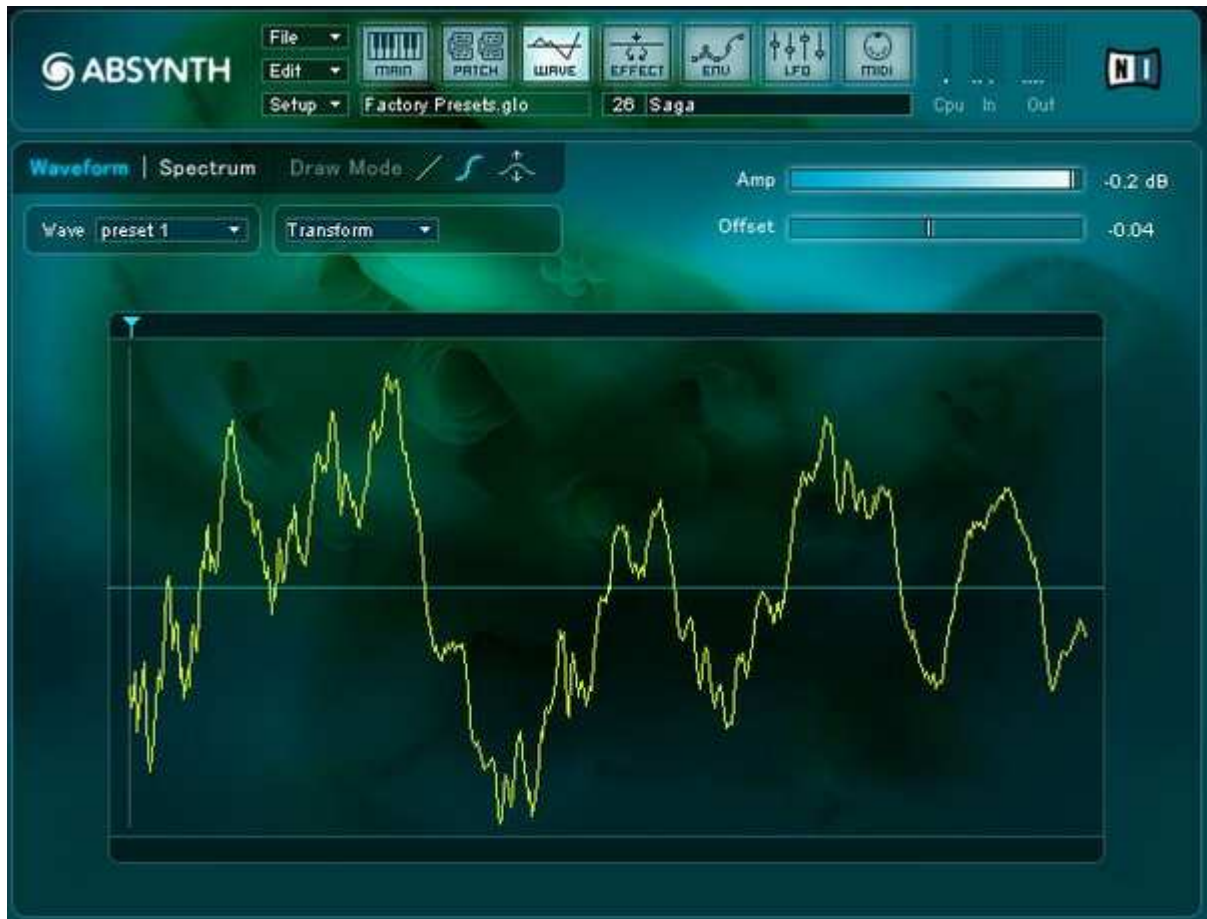 ABSYNTH
File
Edit
Setup
MAIN PATCH WAVE EFFECT ENV LFO MIDI
Factory Presets.glo 26 Saga
Cpu In Out
NI
Waveform | Spectrum Draw Mode
Amp -0.2 dB
Wave preset 1 Transform
Offset -0.04